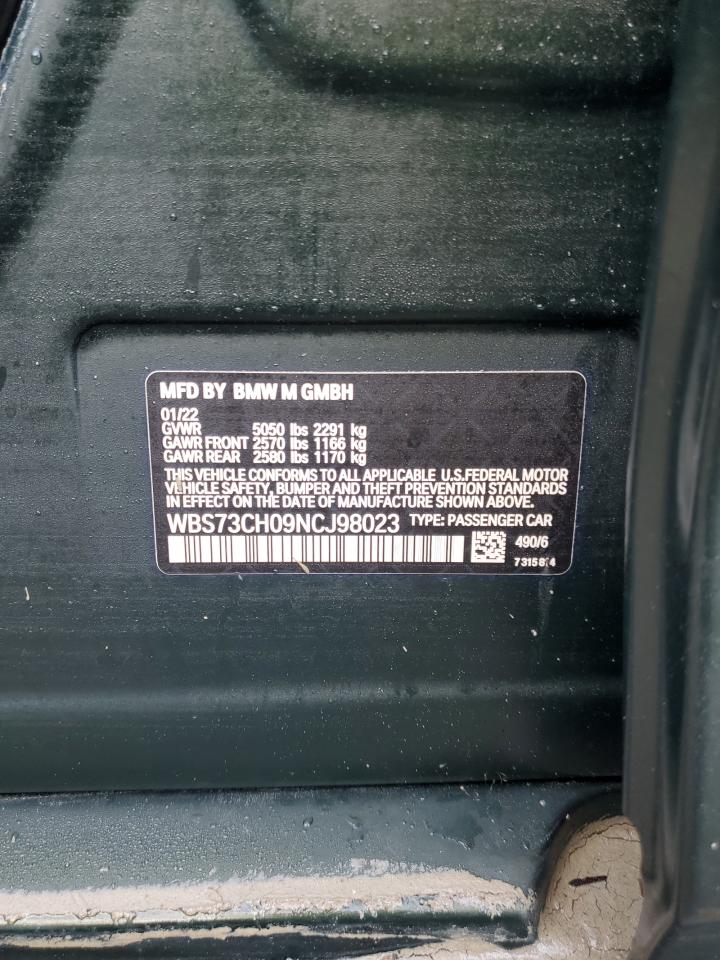 MFD BY BMW M GMBH
01/22
GVWR 5050 lbs 2291 kg
GAWR FRONT 2570 lbs 1166 kg
GAWR REAR 2580 lbs 1170 kg
THIS VEHICLE CONFORMS TO ALL APPLICABLE U.S.FEDERAL MOTOR
VEHICLE SAFETY, BUMPER AND THEFT PREVENTION STANDARDS
IN EFFECT ON THE DATE OF MANUFACTURE SHOWN ABOVE.
WBS73CH09NCJ98023 TYPE: PASSENGER CAR
490/6